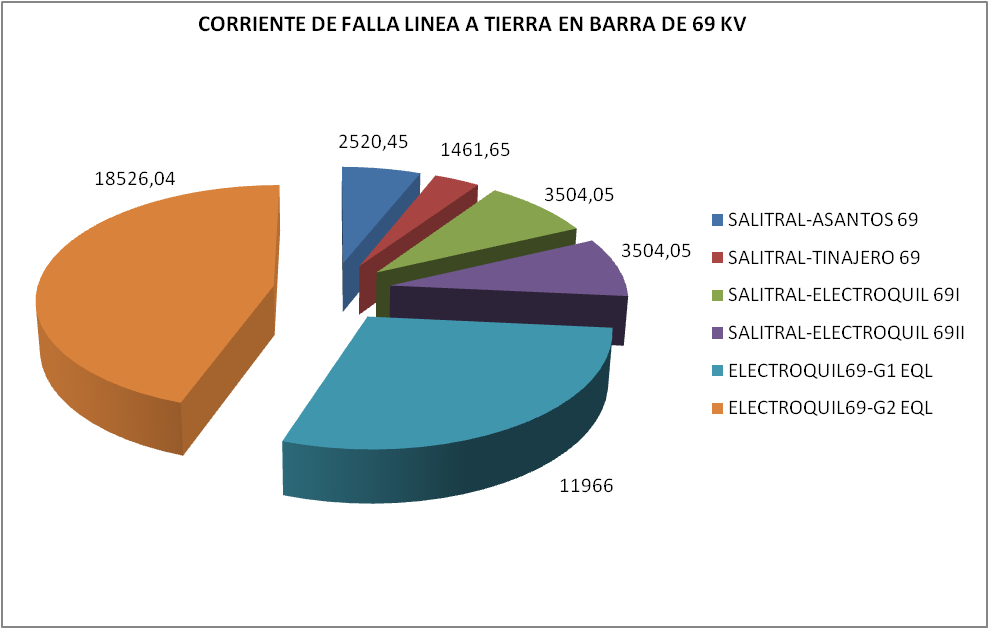 CORRIENTE DE FALLA LINEA A TIERRA EN BARRA DE 69 KV
2520,45
1461,65
3504,05
3504,05
11966
18526,04
SALITRAL-ASANTOS 69
SALITRAL-TINAJERO 69
SALITRAL-ELECTROQUIL 69I
SALITRAL-ELECTROQUIL 69II
ELECTROQUIL69-G1 EQL
ELECTROQUIL69-G2 EQL